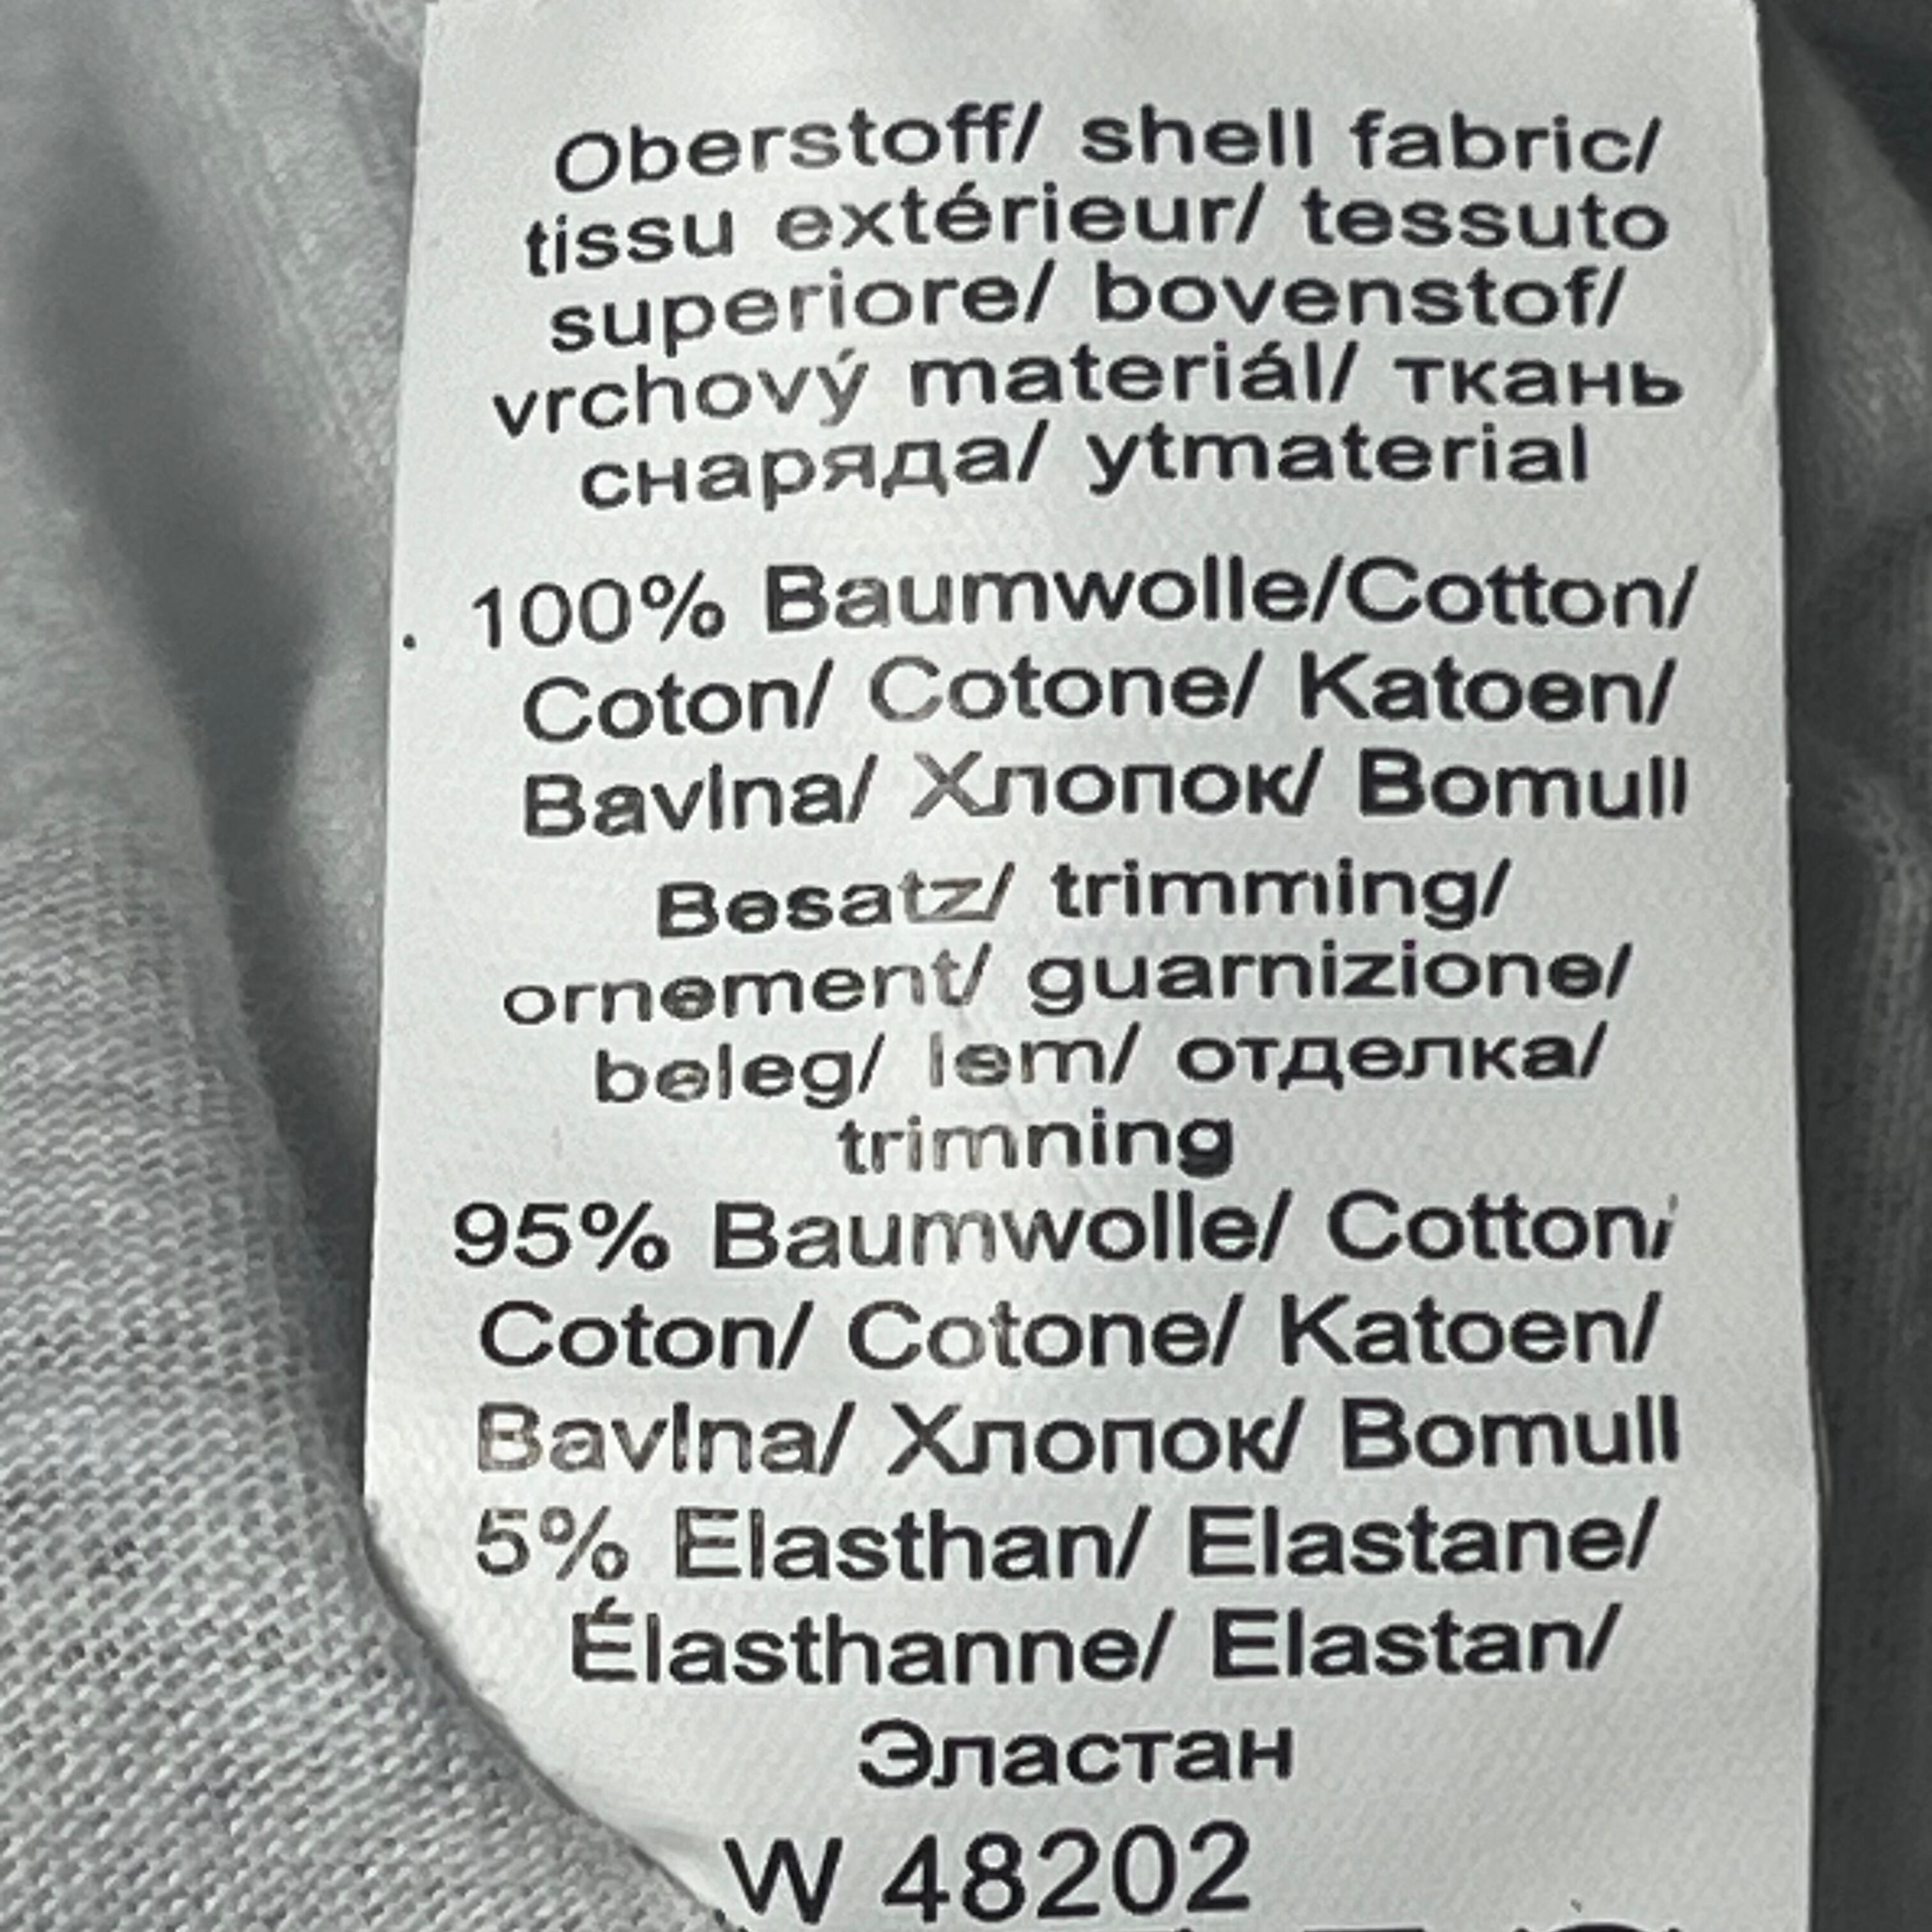 Oberstoff/ shell fabric/
tissu extérieur/ tessuto
superiore/ bovenstof/
vrchový materiál/ ткань
снаряда/ ytmaterial
100% Baumwolle/Cotton/
Coton/ Cotone/ Katoen/
Bavlna/ Хлопок/ Bomull
Besatz/ trimming/
ornement/ guarnizione/
beleg/ lem/ отделка/
trimning
95% Baumwolle/ Cotton/
Coton/ Cotone/ Katoen/
Bavlna/ Хлопок/ Bomull
5% Elasthan/ Elastane/
Élasthanne/ Elastan/
Эластан
W 48202